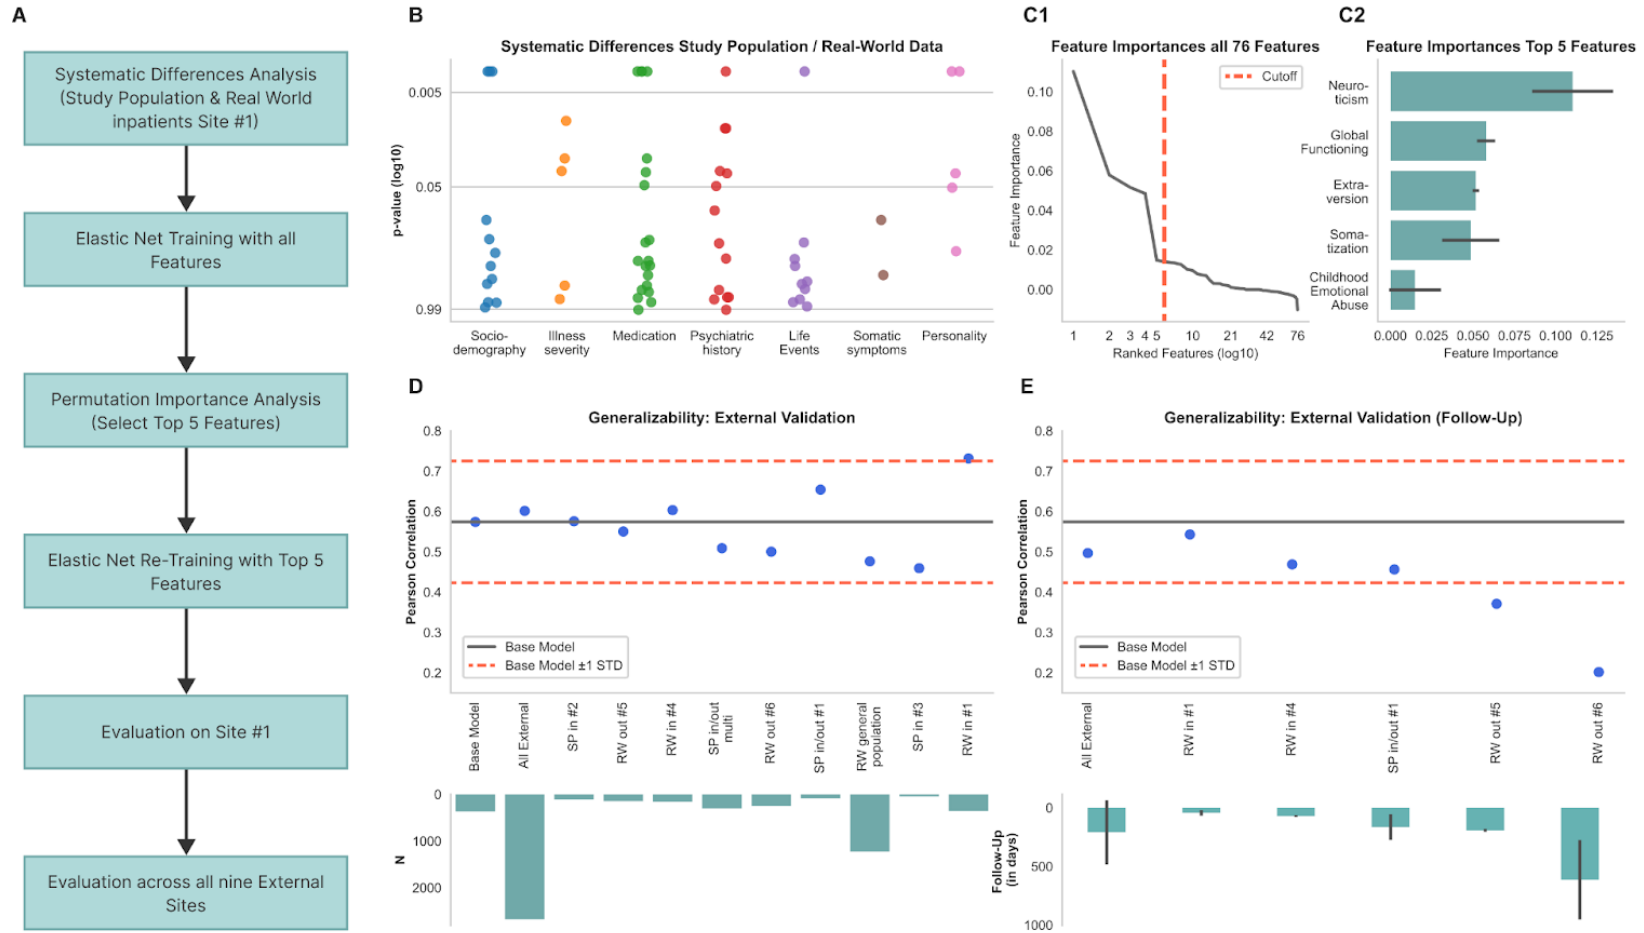 A
Systematic Differences Analysis
(Study Population & Real World
inpatients Site #1)
Elastic Net Training with all
Features
Permutation Importance Analysis
(Select Top 5 Features)
Elastic Net Re-Training with Top 5
Features
Evaluation on Site #1
Evaluation across all nine External
Sites
B
Systematic Differences Study Population / Real-World Data
p-value (log10)
0.005
0.05
0.99
Socio-
demography
Illness
severity
Medication
Psychiatric
history
Life
Events
Somatic
symptoms
Personality
C1
Feature Importances all 76 Features
Cutoff
Feature Importance
0.10
0.08
0.06
0.04
0.02
0.00
1 2 3 4 5 10 21 42 76
Ranked Features (log10)
C2
Feature Importances Top 5 Features
Neuro-
ticism
Global
Functioning
Extra-
version
Soma-
tization
Childhood
Emotional
Abuse
0.000 0.025 0.050 0.075 0.100 0.125
Feature Importance
D
Generalizability: External Validation
Pearson Correlation
0.8
0.7
0.6
0.5
0.4
0.3
0.2
Base Model
Base Model ±1 STD
Base Model
All External
SP in #2
RW out #5
RW in #4
SP in/out
multi
RW out #6
SP in/out #1
RW general
population
SP in #3
RW in #1
N
0
1000
2000
E
Generalizability: External Validation (Follow-Up)
Pearson Correlation
0.8
0.7
0.6
0.5
0.4
0.3
0.2
Base Model
Base Model ±1 STD
All External
RW in #1
RW in #4
SP in/out #1
RW out #5
RW out #6
Follow-Up
(in days)
0
500
1000